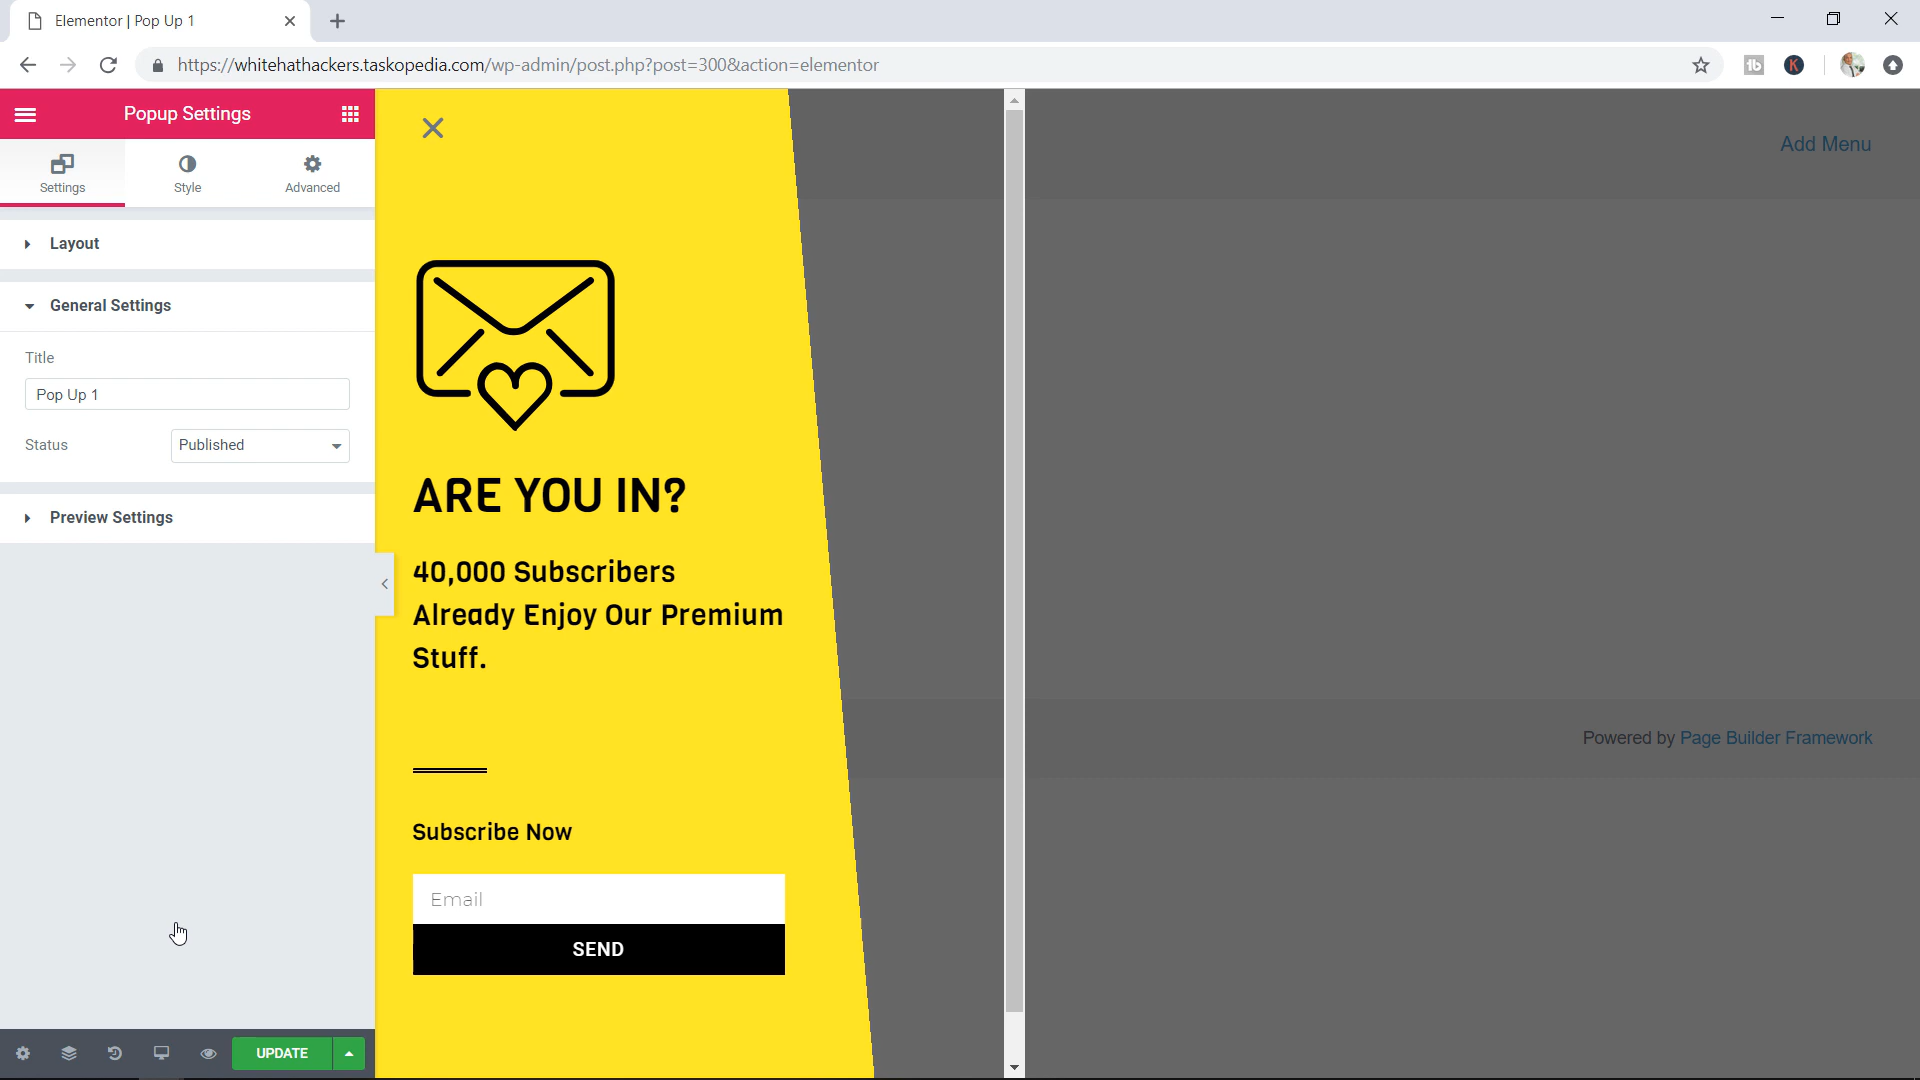 Elementor | Pop Up 1
https://whitehathackers.taskopedia.com/wp-admin/post.php?post=300&action=elementor
tb
K
Popup Settings
Settings
Style
Advanced
Layout
General Settings
Title
Pop Up 1
Status
Published
Preview Settings
UPDATE
ARE YOU IN?
40,000 Subscribers
Already Enjoy Our Premium
Stuff.
Subscribe Now
Email
SEND
Add Menu
Powered by Page Builder Framework